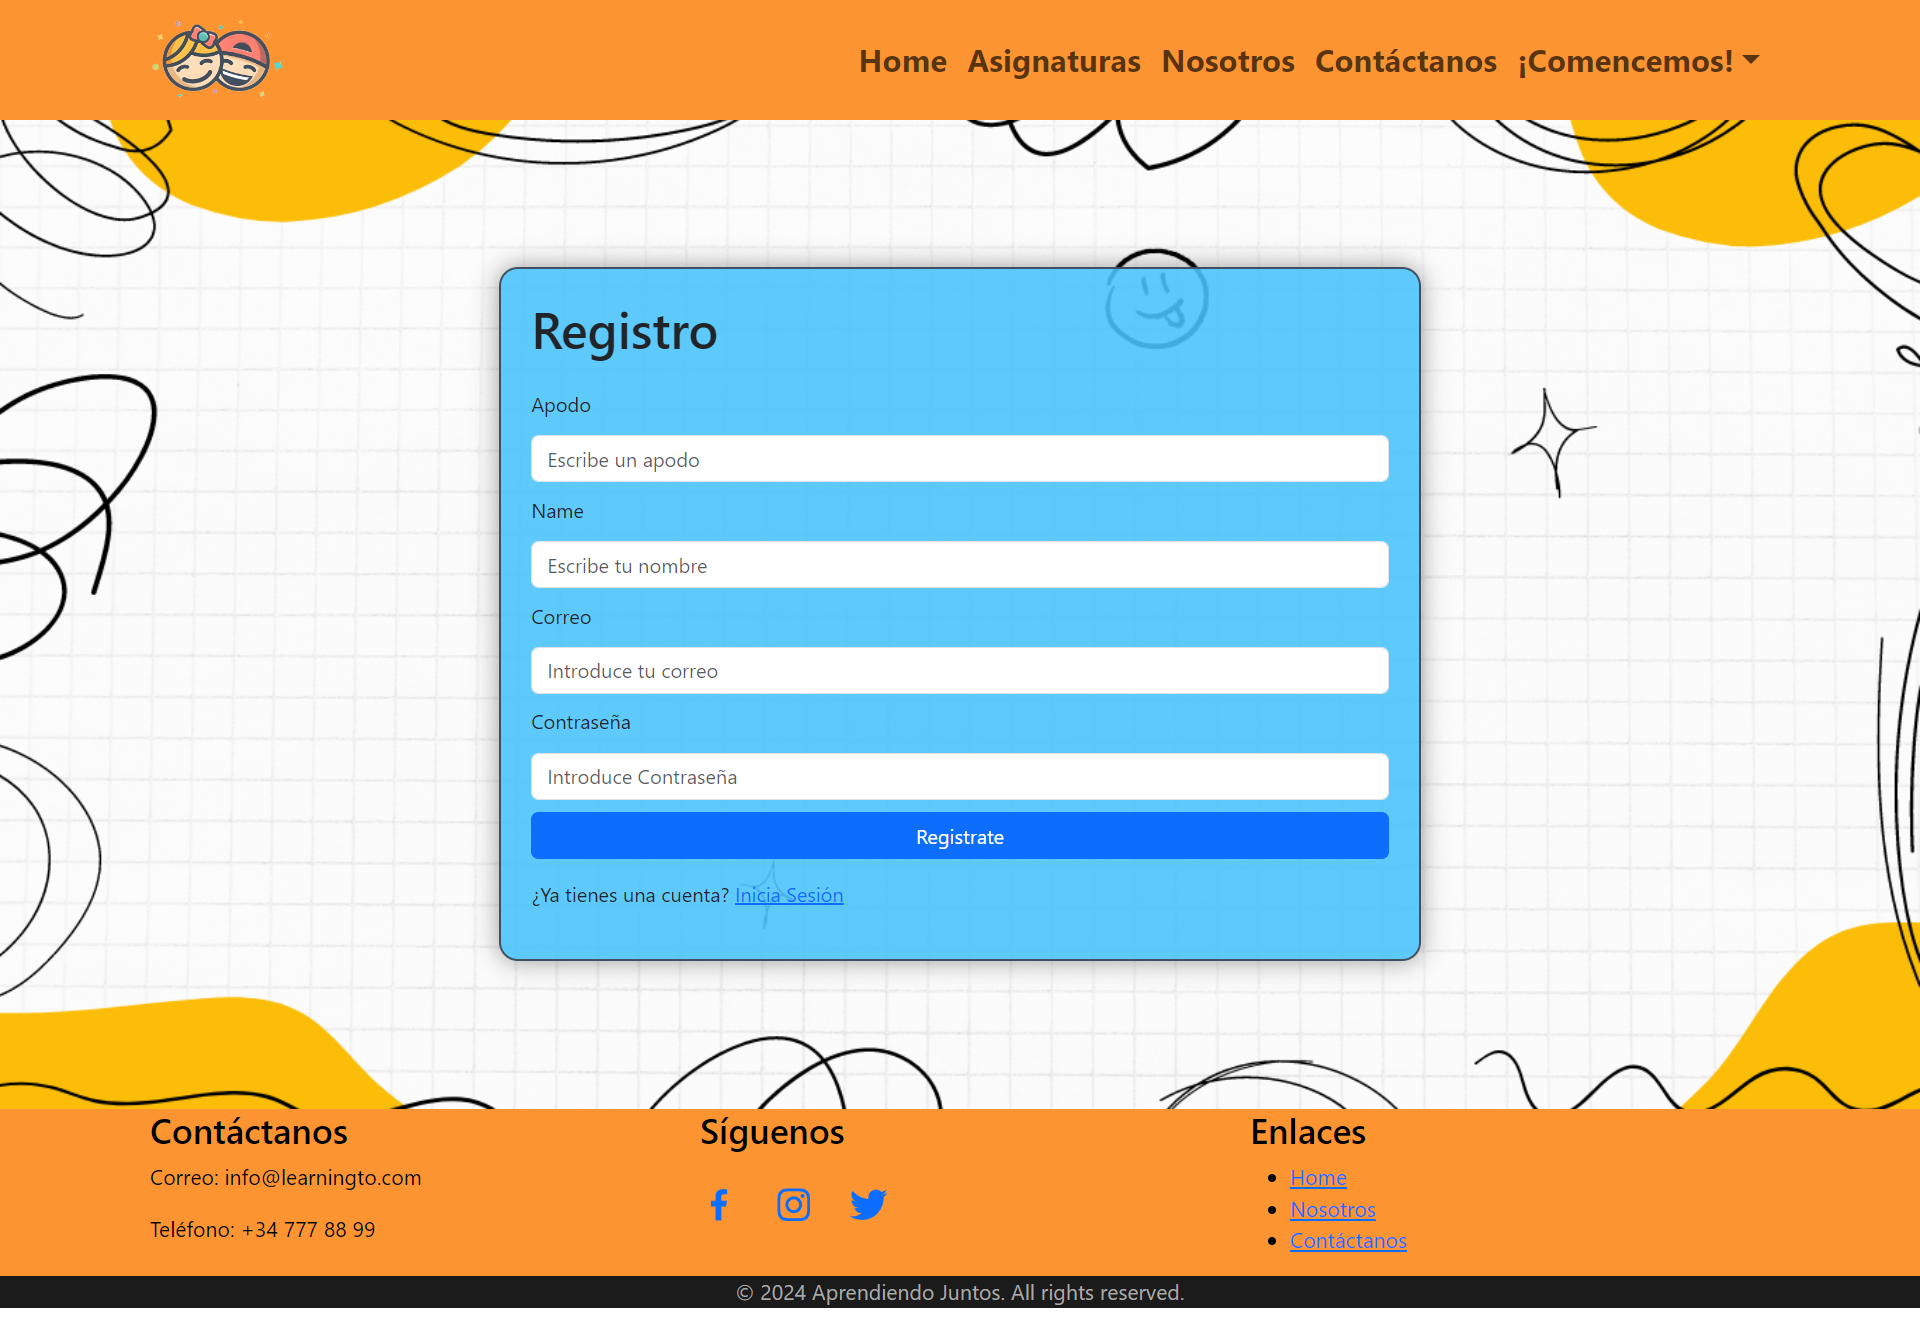 Home Asignaturas Nosotros Contáctanos ¡Comencemos!
Registro
Apodo
Escribe un apodo
Name
Escribe tu nombre
Correo
Introduce tu correo
Contraseña
Introduce Contraseña
Registrate
¿Ya tienes una cuenta? Inicia Sesión
Contáctanos
Correo: info@learningto.com
Teléfono: +34 777 88 99
Síguenos
Enlaces
Home
Nosotros
Contáctanos
© 2024 Aprendiendo Juntos. All rights reserved.